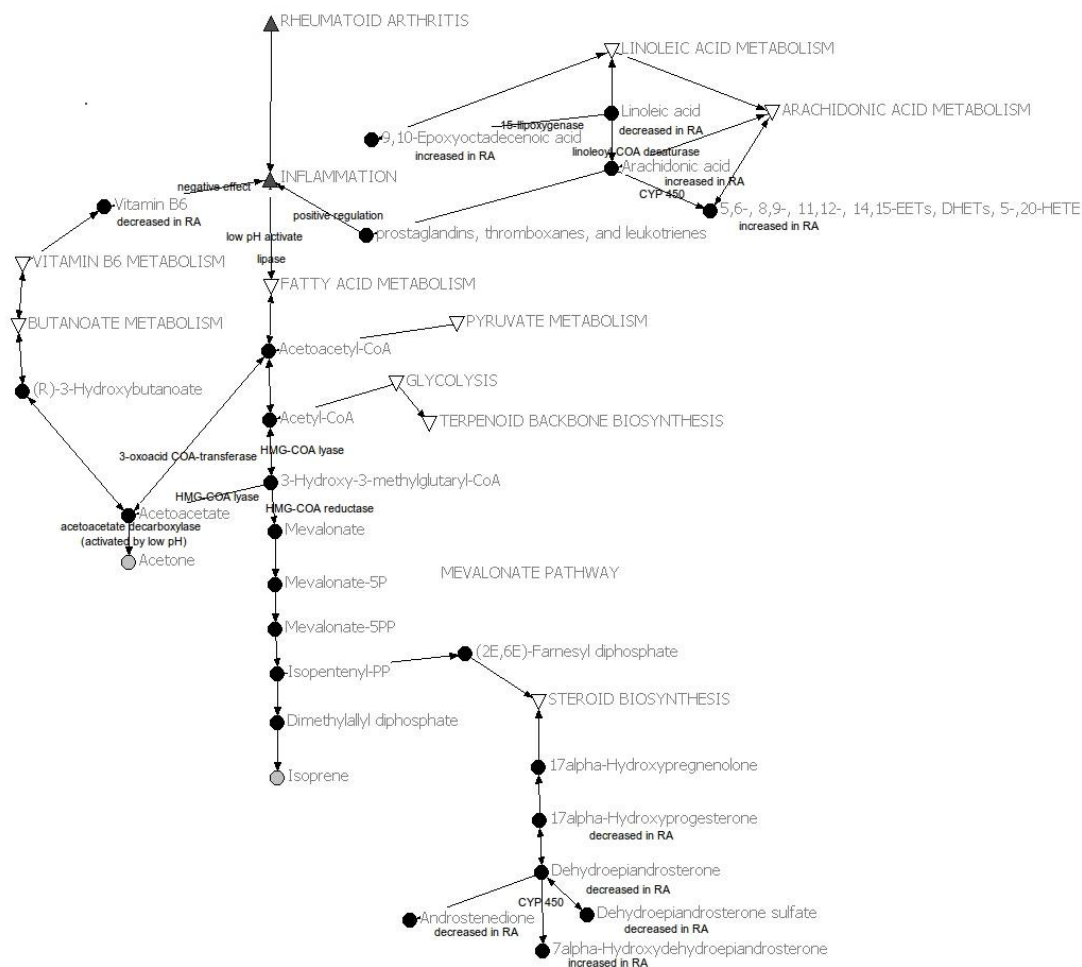 RHEUMATOID ARTHRITIS
LINOLEIC ACID METABOLISM
ARACHIDONIC ACID METABOLISM
Linoleic acid
decreased in RA
15-lipoxygenase
9,10-Epoxyoctadecenoic acid
increased in RA
linoleoyl-COA desaturase
Arachidonic acid
increased in RA
CYP 450
5,6-, 8,9-, 11,12-, 14,15-EETs, DHETs, 5-,20-HETE
increased in RA
INFLAMMATION
negative effect
Vitamin B6
decreased in RA
positive regulation
prostaglandins, thromboxanes, and leukotrienes
low pH activate
lipase
VITAMIN B6 METABOLISM
FATTY ACID METABOLISM
BUTANOATE METABOLISM
PYRUVATE METABOLISM
Acetoacetyl-CoA
(R)-3-Hydroxybutanoate
GLYCOLYSIS
Acetyl-CoA
TERPENOID BACKBONE BIOSYNTHESIS
3-oxoacid COA-transferase
HMG-COA lyase
3-Hydroxy-3-methylglutaryl-CoA
HMG-COA lyase
HMG-COA reductase
Acetoacetate
acetoacetate decarboxylase
(activated by low pH)
Acetone
Mevalonate
MEVALONATE PATHWAY
Mevalonate-5P
Mevalonate-5PP
(2E,6E)-Farnesyl diphosphate
Isopentenyl-PP
STEROID BIOSYNTHESIS
Dimethylallyl diphosphate
Isoprene
17alpha-Hydroxypregnenolone
17alpha-Hydroxyprogesterone
decreased in RA
Dehydroepiandrosterone
decreased in RA
CYP 450
Androstenedione
decreased in RA
Dehydroepiandrosterone sulfate
decreased in RA
7alpha-Hydroxydehydroepiandrosterone
increased in RA